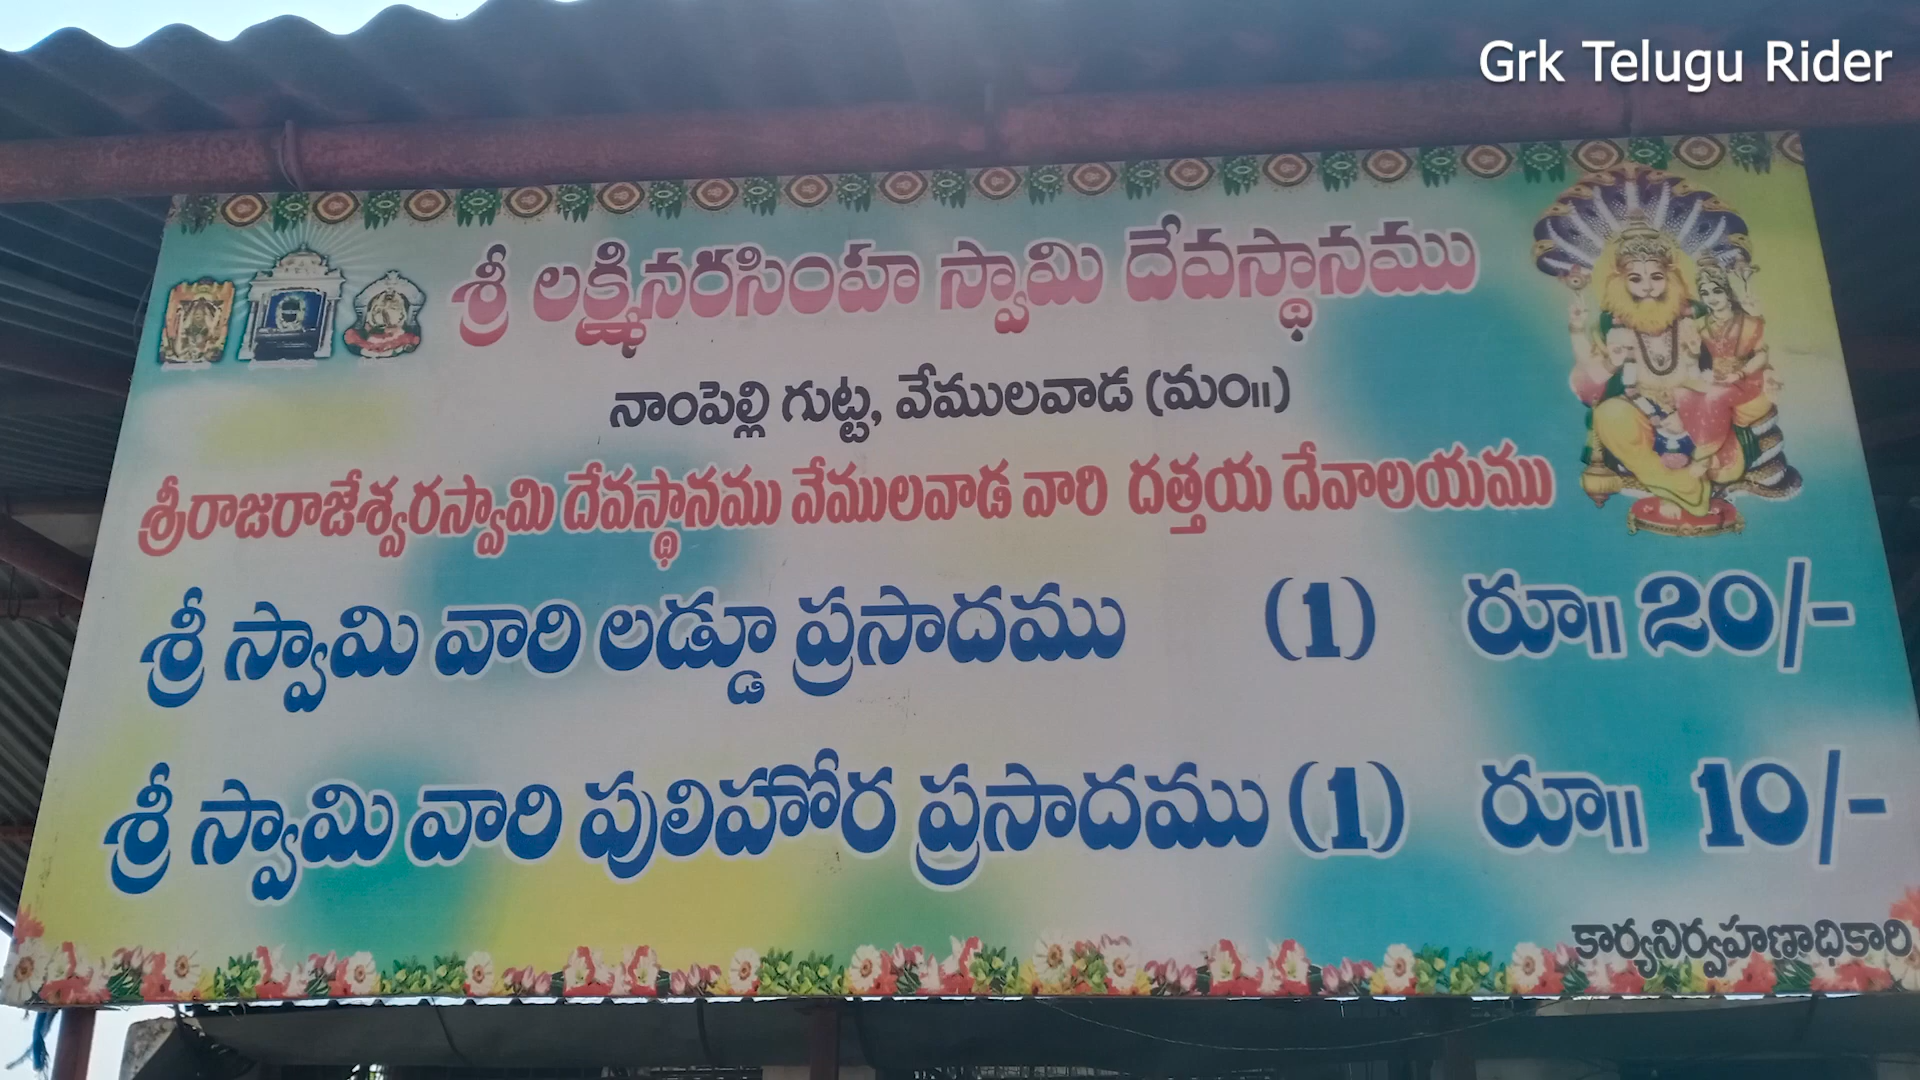 Grk Telugu Rider
శ్రీ లక్ష్మినరసింహ స్వామి దేవస్థానము
నాంపెల్లి గుట్ట, వేములవాడ (మం॥)
శ్రీరాజరాజేశ్వరస్వామి దేవస్థానము వేములవాడ వారి దత్తయ దేవాలయము
శ్రీ స్వామి వారి లడ్డూ ప్రసాదము (1) రూ॥ 20/-
శ్రీ స్వామి వారి పులిహోర ప్రసాదము (1) రూ॥ 10/-
కార్యనిర్వహణాధికారి